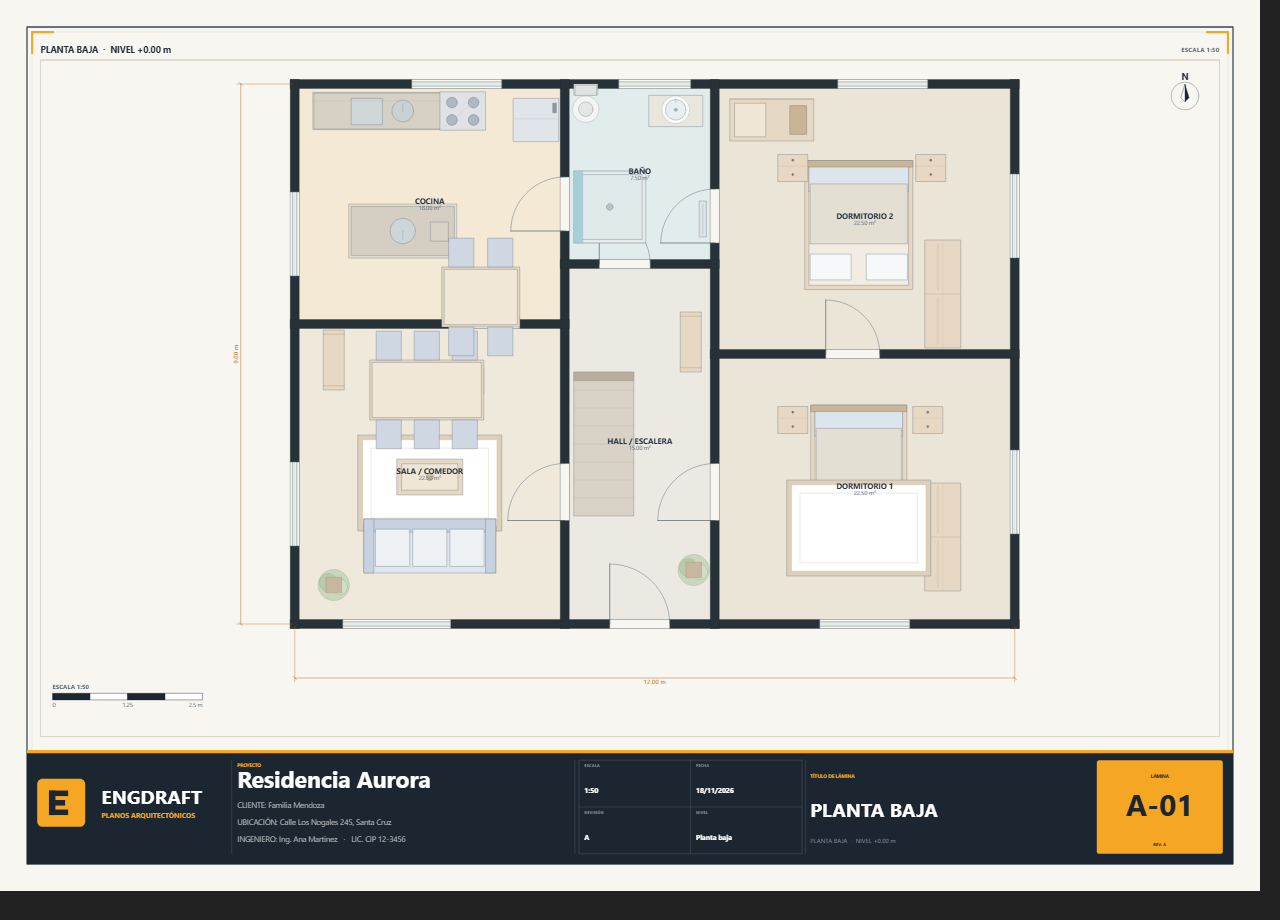 PLANTA BAJA · NIVEL +0.00 m
ESCALA 1:50
N
BAÑO
7.50 m²
COCINA
18.00 m²
DORMITORIO 2
22.50 m²
9.00 m
HALL / ESCALERA
15.00 m²
SALA / COMEDOR
DORMITORIO 1
22.50 m²
12.00 m
ESCALA 1:50
0 1.25 2.5 m
E
ENGDRAFT
PLANOS ARQUITECTÓNICOS
PROYECTO
Residencia Aurora
CLIENTE: Familia Mendoza
UBICACIÓN: Calle Los Nogales 245, Santa Cruz
INGENIERO: Ing. Ana Martínez · LIC. CIP 12-3456
ESCALA
1:50
FECHA
18/11/2026
REVISIÓN
A
NIVEL
Planta baja
TÍTULO DE LÁMINA
PLANTA BAJA
PLANTA BAJA NIVEL +0.00 m
LÁMINA
A-01
REV. A